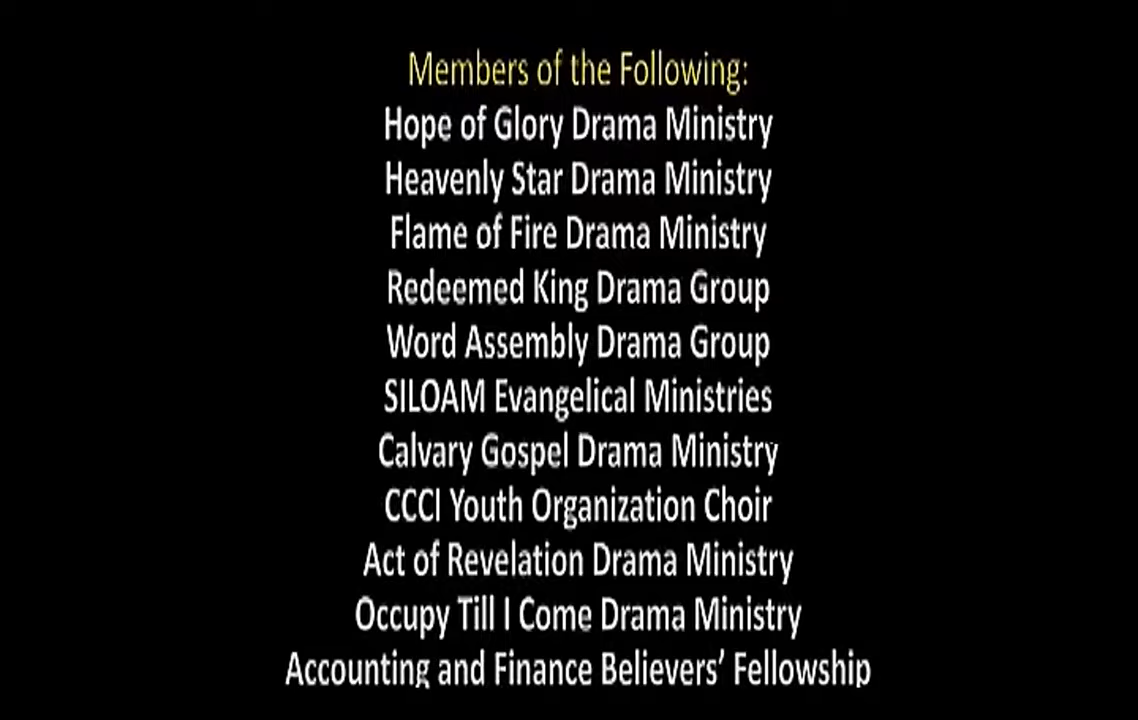 Members of the Following:
Hope of Glory Drama Ministry
Heavenly Star Drama Ministry
Flame of Fire Drama Ministry
Redeemed King Drama Group
Word Assembly Drama Group
SILOAM Evangelical Ministries
Calvary Gospel Drama Ministry
CCCI Youth Organization Choir
Act of Revelation Drama Ministry
Occupy Till I Come Drama Ministry
Accounting and Finance Believers’ Fellowship